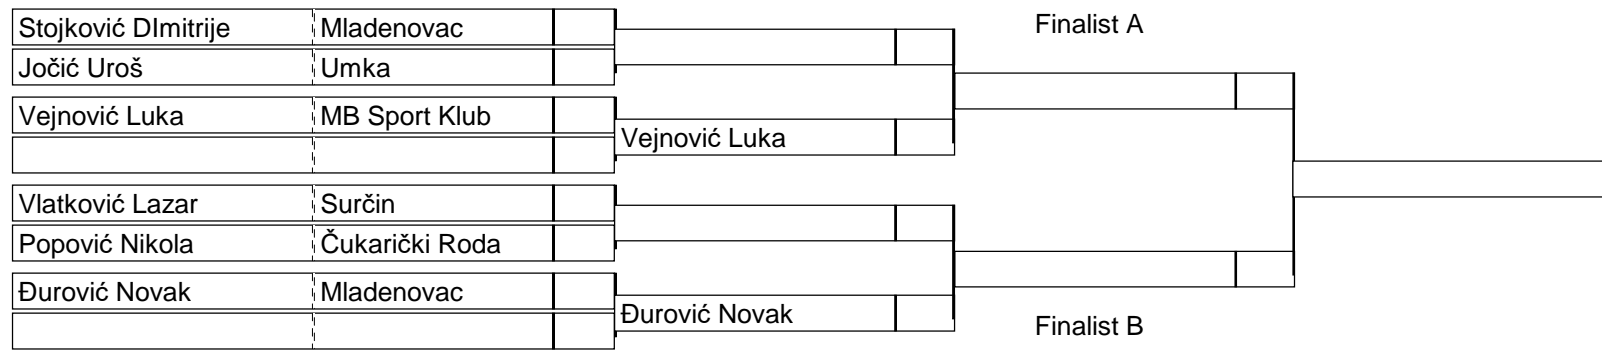 Stojković DImitrije Mladenovac
Jočić Uroš Umka
Vejnović Luka MB Sport Klub
Vlatković Lazar Surčin
Popović Nikola Čukarički Roda
Đurović Novak Mladenovac
Vejnović Luka
Đurović Novak
Finalist A
Finalist B